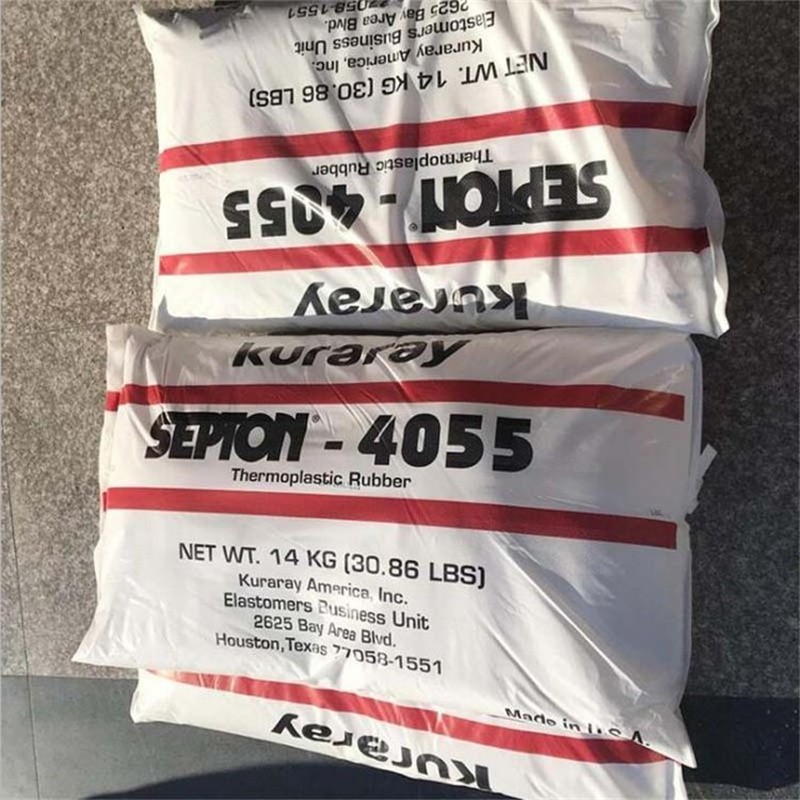 2625 Bay Area Blvd.
Elastomers Business Unit
Kuraray America, Inc.
NET WT. 14 KG (30.86 LBS)
Thermoplastic Rubber
SEPTON® - 4055
kuraray
kuraray
SEPTON® - 4055
Thermoplastic Rubber
NET WT. 14 KG (30.86 LBS)
Kuraray America, Inc.
Elastomers Business Unit
2625 Bay Area Blvd.
Houston, Texas 77058-1551
Made in U.S.A.
kuraray